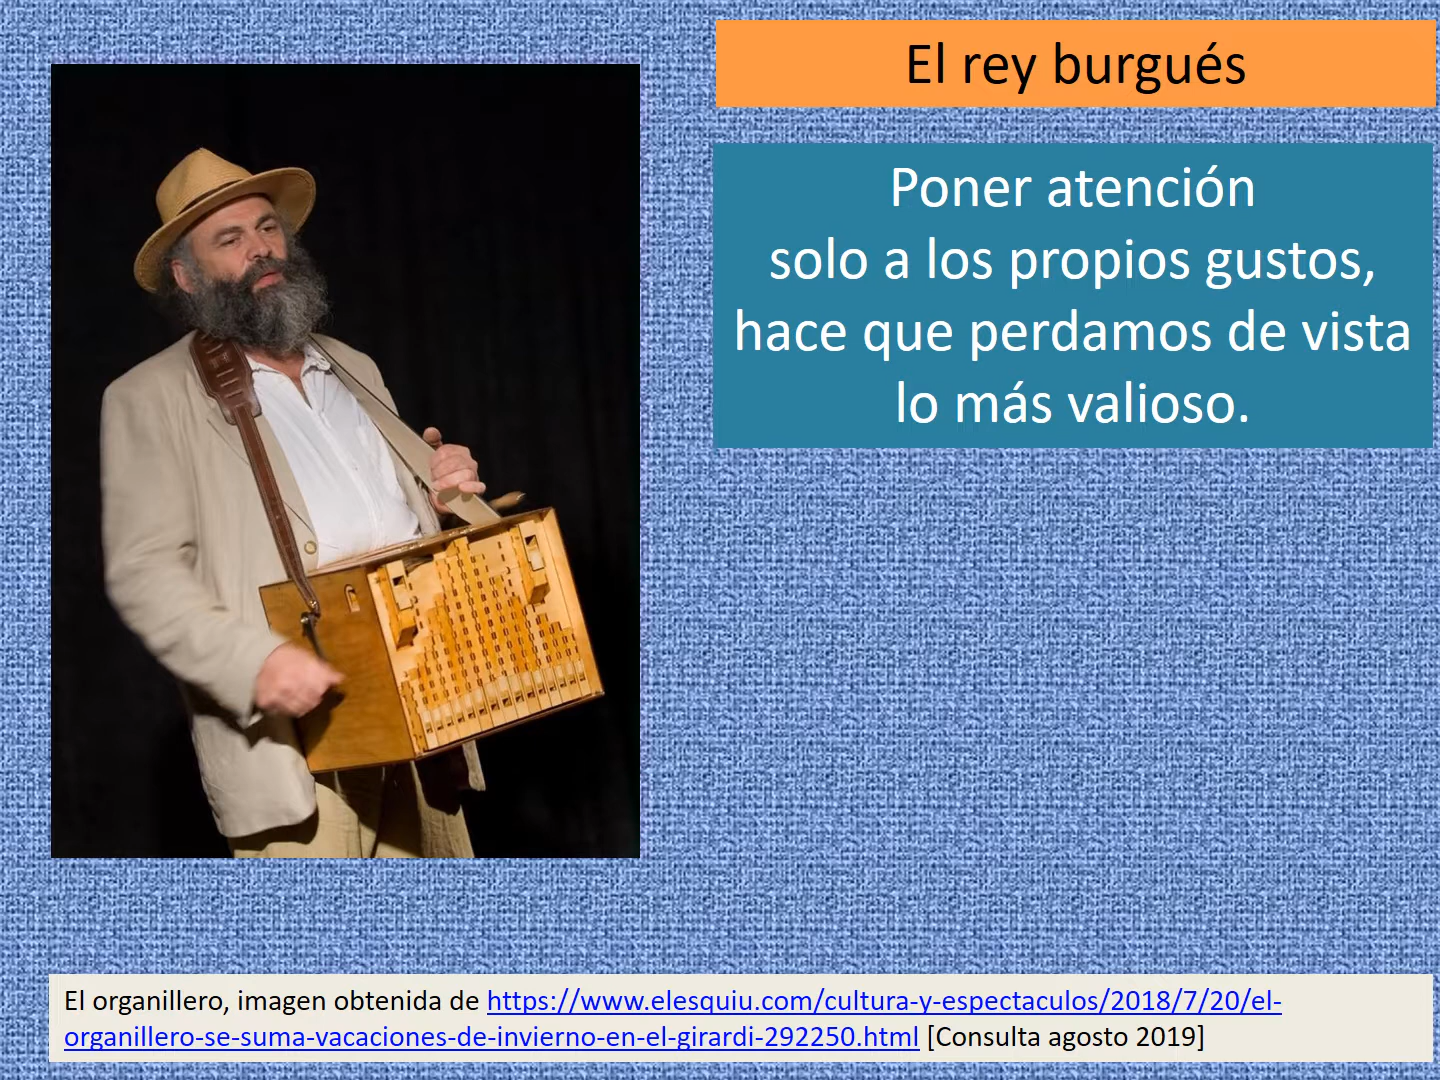 El rey burgués
Poner atención
solo a los propios gustos,
hace que perdamos de vista
lo más valioso.
El organillero, imagen obtenida de https://www.elesquiu.com/cultura-y-espectaculos/2018/7/20/el-
organillero-se-suma-vacaciones-de-invierno-en-el-girardi-292250.html [Consulta agosto 2019]